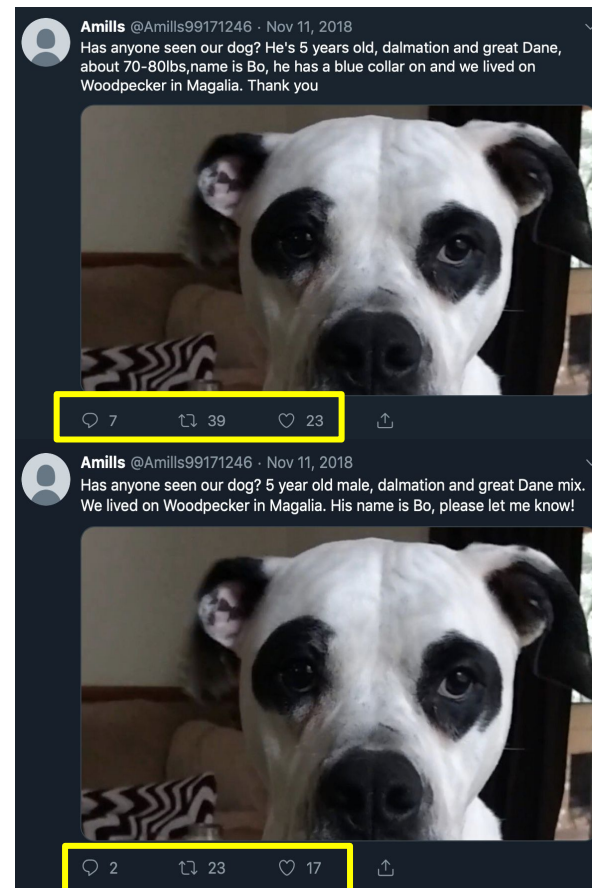 Amills @Amills99171246 · Nov 11, 2018
Has anyone seen our dog? He's 5 years old, dalmation and great Dane,
about 70-80lbs,name is Bo, he has a blue collar on and we lived on
Woodpecker in Magalia. Thank you
7 39 23
Amills @Amills99171246 · Nov 11, 2018
Has anyone seen our dog? 5 year old male, dalmation and great Dane mix.
We lived on Woodpecker in Magalia. His name is Bo, please let me know!
2 23 17